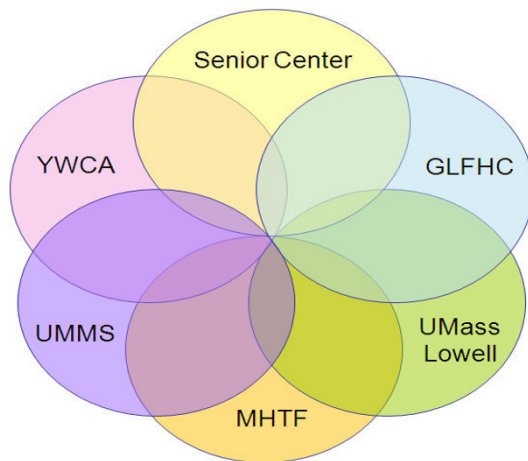 Senior Center
YWCA
GLFHC
UMMS
UMass
Lowell
MHTF